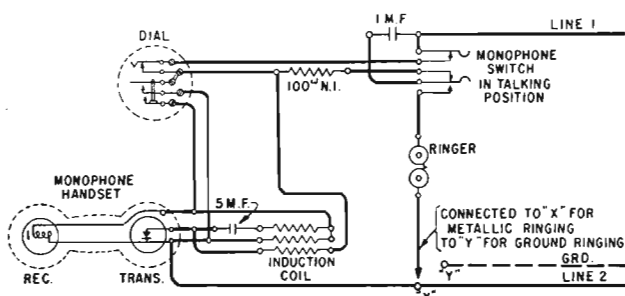 1 M.F
LINE 1
DIAL
MONOPHONE
SWITCH
IN TALKING
POSITION
100ω N.I.
RINGER
MONOPHONE
HANDSET
5 M.F.
CONNECTED TO "X" FOR
METALLIC RINGING
TO "Y" FOR GROUND RINGING
GRD.
"Y"
LINE 2
INDUCTION
COIL
REC.
TRANS.